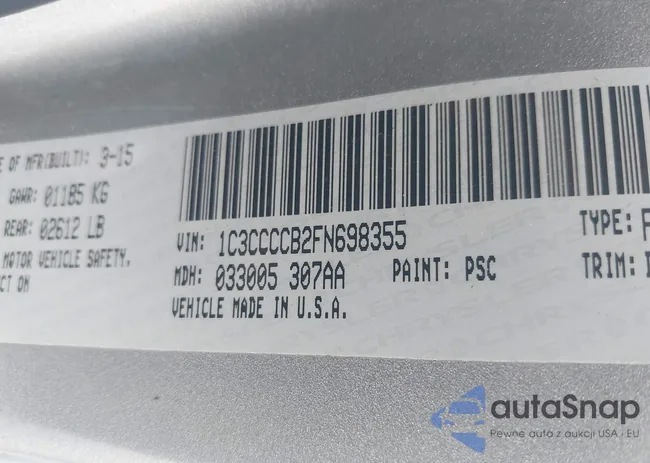 E OF MFR(BUILT): 3-15
GAWR: 01185 KG
REAR: 02612 LB
MOTOR VEHICLE SAFETY,
CT ON
VIN: 1C3CCCCB2FN698355
TYPE:
MDH: 033005 307AA
PAINT: PSC
TRIM:
VEHICLE MADE IN U.S.A.
autaSnap
Pewne auta z aukcji USA i EU